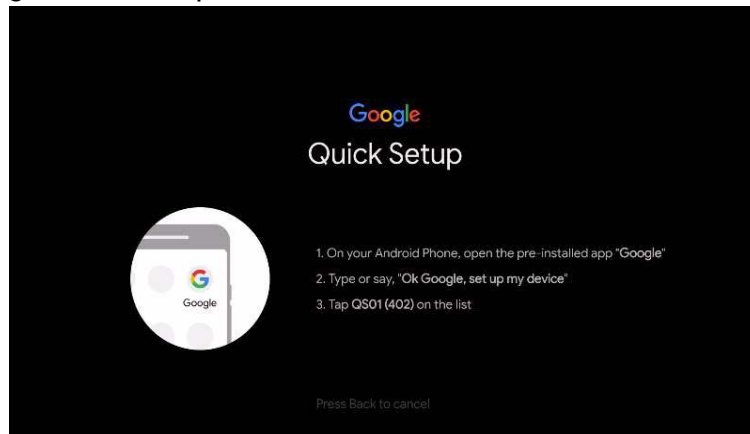 Google
Quick Setup
1. On your Android Phone, open the pre-installed app "Google"
2. Type or say, "Ok Google, set up my device"
3. Tap QS01 (402) on the list
G
Google
Press Back to cancel